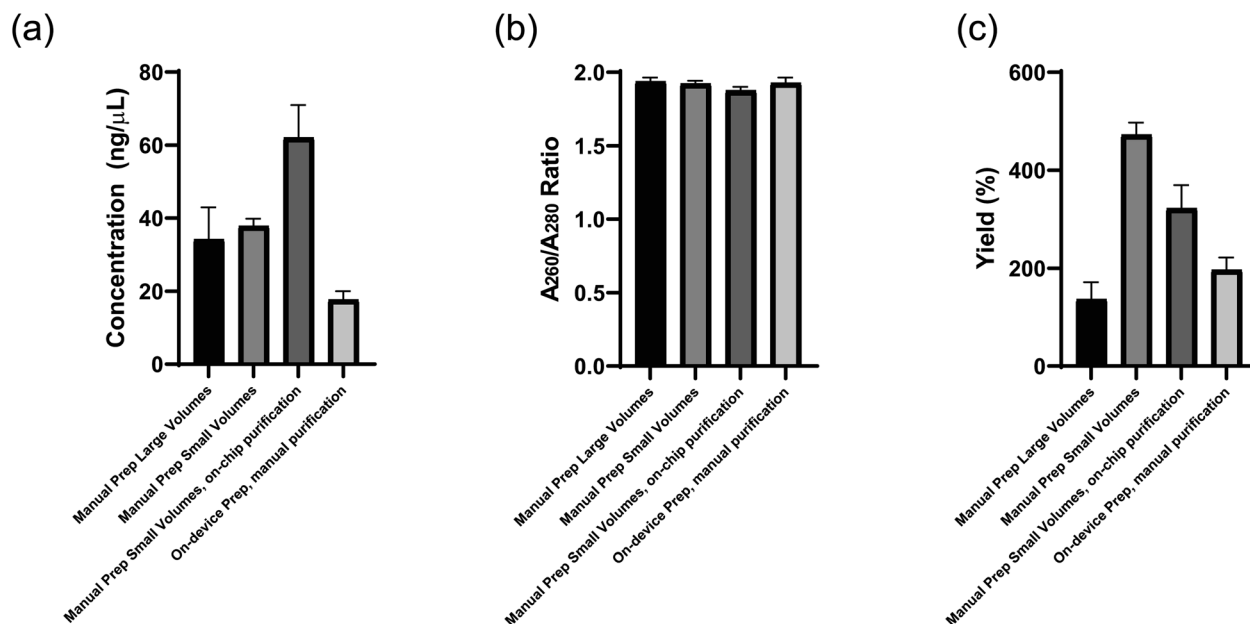 (a)
Concentration (ng/µL)
80
60
40
20
0
Manual Prep Large Volumes
Manual Prep Small Volumes
Manual Prep Small Volumes, on-chip purification
On-device Prep, manual purification
(b)
A260/A280 Ratio
2.0
1.5
1.0
0.5
0.0
Manual Prep Large Volumes
Manual Prep Small Volumes
Manual Prep Small Volumes, on-chip purification
On-device Prep, manual purification
(c)
Yield (%)
600
400
200
0
Manual Prep Large Volumes
Manual Prep Small Volumes
Manual Prep Small Volumes, on-chip purification
On-device Prep, manual purification